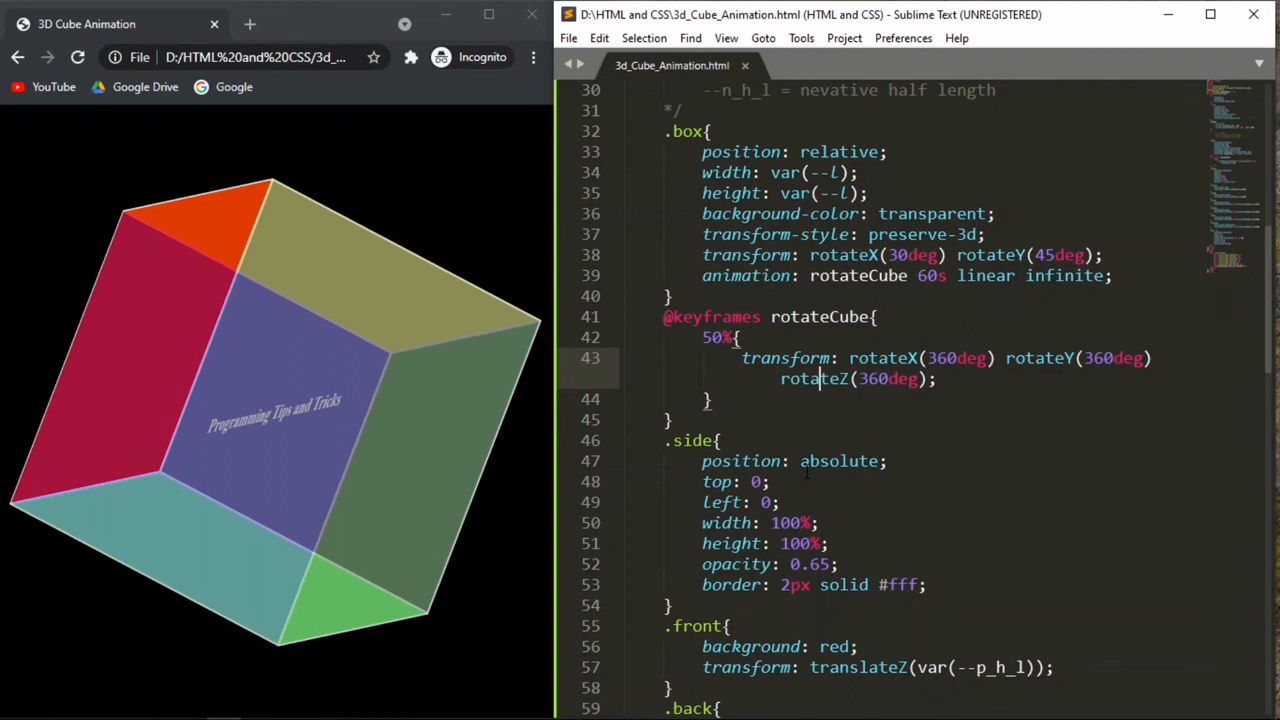 3D Cube Animation
File D:/HTML%20and%20CSS/3d_... Incognito
YouTube Google Drive Google
Programming Tips and Tricks
D:\HTML and CSS\3d_Cube_Animation.html (HTML and CSS) - Sublime Text (UNREGISTERED)
File Edit Selection Find View Goto Tools Project Preferences Help
3d_Cube_Animation.html
30 --n_h_l = nevative half length
31 */
32 .box{
33 position: relative;
34 width: var(--l);
35 height: var(--l);
36 background-color: transparent;
37 transform-style: preserve-3d;
38 transform: rotateX(30deg) rotateY(45deg);
39 animation: rotateCube 60s linear infinite;
40 }
41 @keyframes rotateCube{
42 50%{
43 transform: rotateX(360deg) rotateY(360deg)
rotateZ(360deg);
44 }
45 }
46 .side{
47 position: absolute;
48 top: 0;
49 left: 0;
50 width: 100%;
51 height: 100%;
52 opacity: 0.65;
53 border: 2px solid #fff;
54 }
55 .front{
56 background: red;
57 transform: translateZ(var(--p_h_l));
58 }
59 .back{